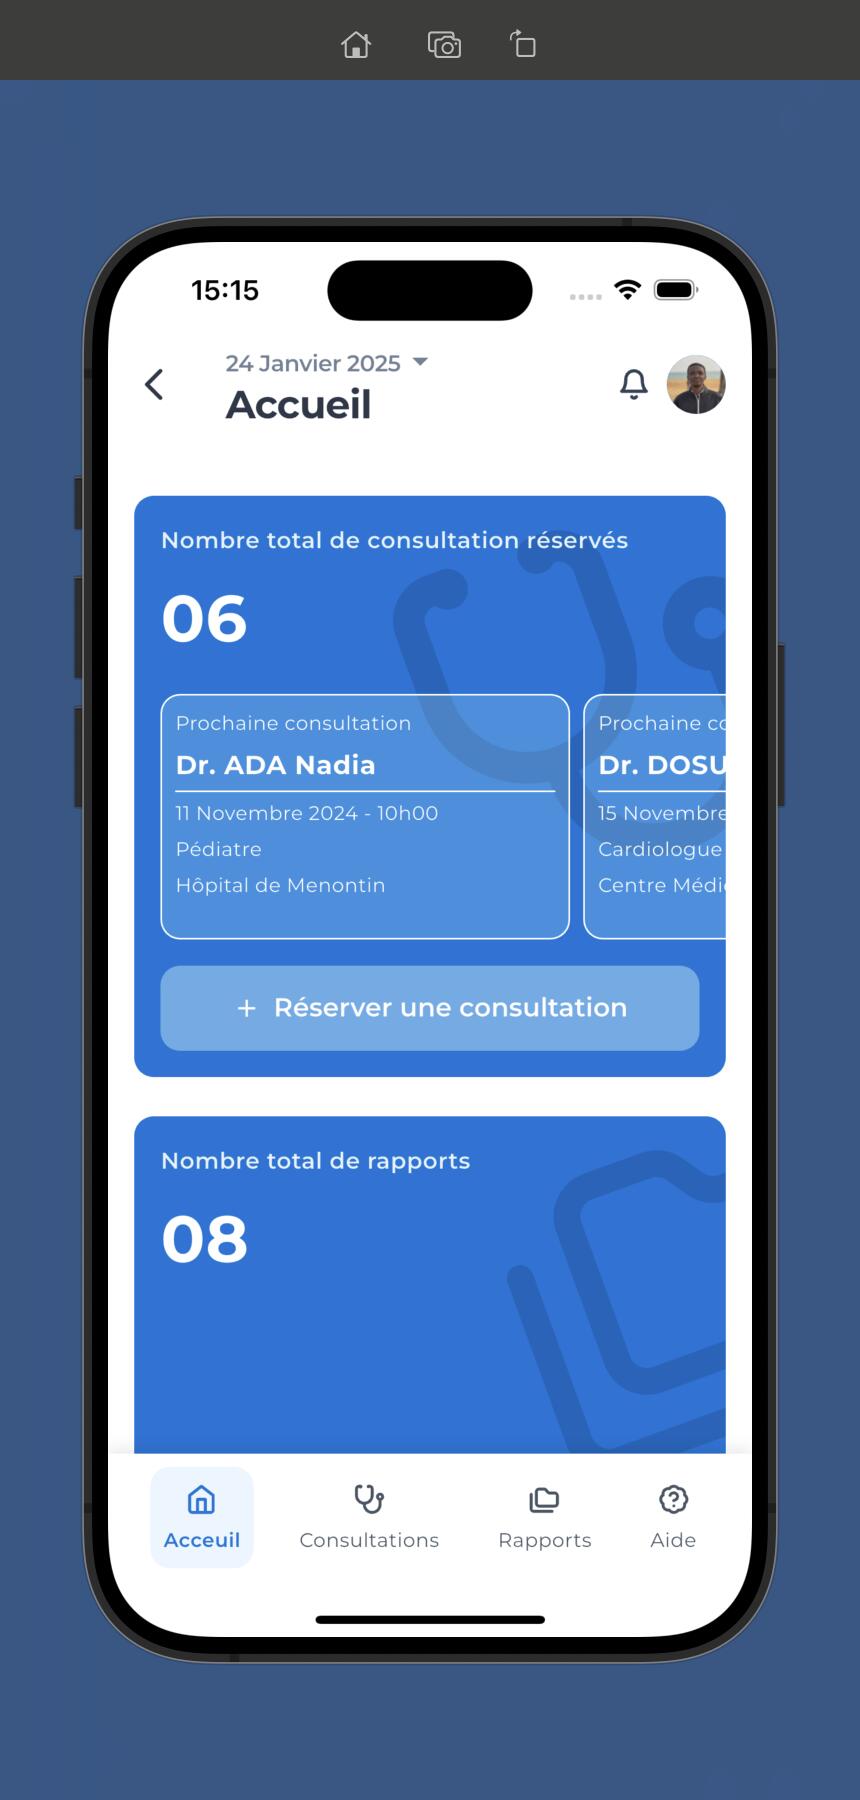 15:15
24 Janvier 2025
Accueil
Nombre total de consultation réservés
06
Prochaine consultation
Dr. ADA Nadia
11 Novembre 2024 - 10h00
Pédiatre
Hôpital de Menontin
Prochaine
Dr. DOSU
15 Novembre
Cardiologue
Centre
+ Réserver une consultation
Nombre total de rapports
08
Acceuil
Consultations
Rapports
Aide